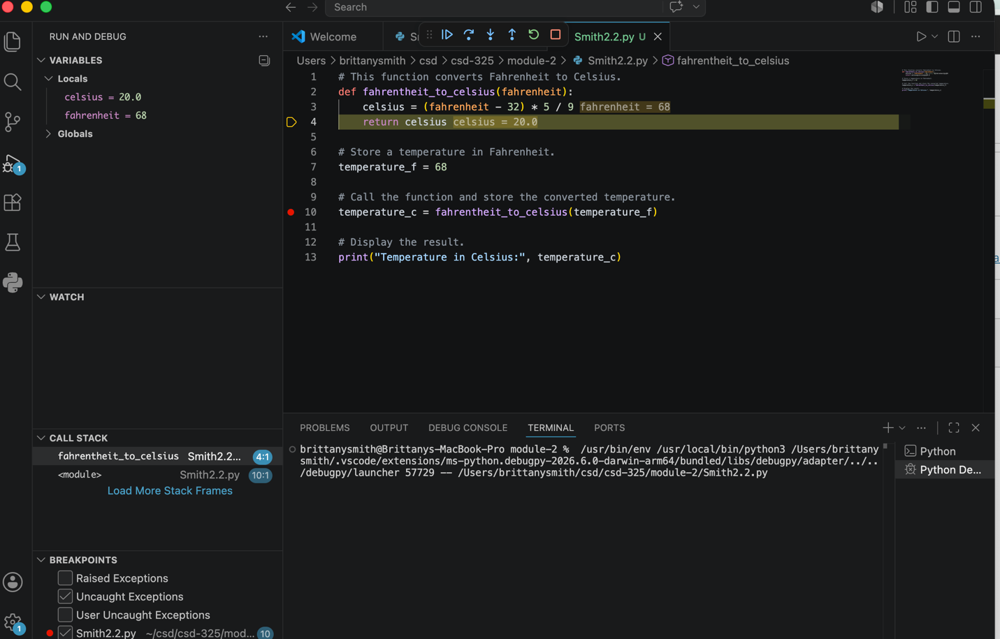 Search
RUN AND DEBUG
VARIABLES
Locals
celsius = 20.0
fahrenheit = 68
Globals
WATCH
CALL STACK
fahrentheit_to_celsius Smith2.2... 4:1
<module> Smith2.2.py 10:1
Load More Stack Frames
BREAKPOINTS
Raised Exceptions
Uncaught Exceptions
User Uncaught Exceptions
Smith2.2.py ~/csd/csd-325/mod... 10
1
1
Welcome
Smith2.2.py U
Users > brittanysmith > csd > csd-325 > module-2 > Smith2.2.py > fahrentheit_to_celsius
1 # This function converts Fahrenheit to Celsius.
2 def fahrentheit_to_celsius(fahrenheit):
3 celsius = (fahrenheit - 32) * 5 / 9 fahrenheit = 68
4 return celsius celsius = 20.0
5
6 # Store a temperature in Fahrenheit.
7 temperature_f = 68
8
9 # Call the function and store the converted temperature.
10 temperature_c = fahrentheit_to_celsius(temperature_f)
11
12 # Display the result.
13 print("Temperature in Celsius:", temperature_c)
PROBLEMS OUTPUT DEBUG CONSOLE TERMINAL PORTS
brittanysmith@Brittanys-MacBook-Pro module-2 % /usr/bin/env /usr/local/bin/python3 /Users/brittany
smith/.vscode/extensions/ms-python.debugpy-2026.6.0-darwin-arm64/bundled/libs/debugpy/adapter/../..
/debugpy/launcher 57729 -- /Users/brittanysmith/csd/csd-325/module-2/Smith2.2.py
Python
Python De...